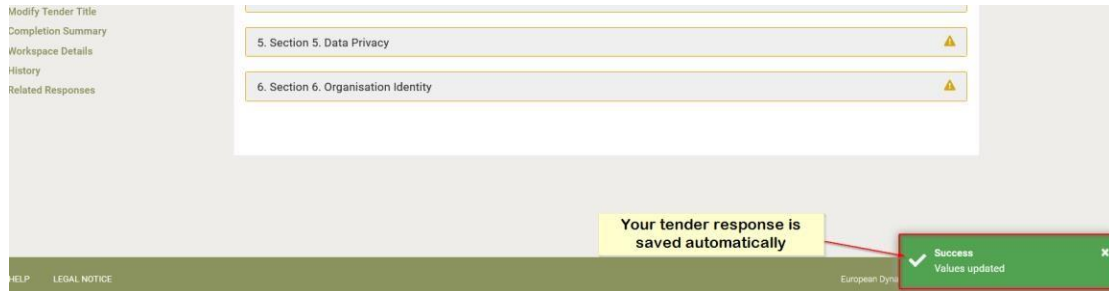 Modify Tender Title
Completion Summary
Workspace Details
History
Related Responses
5. Section 5. Data Privacy
6. Section 6. Organisation Identity
Your tender response is
saved automatically
Success
Values updated
HELP LEGAL NOTICE
European